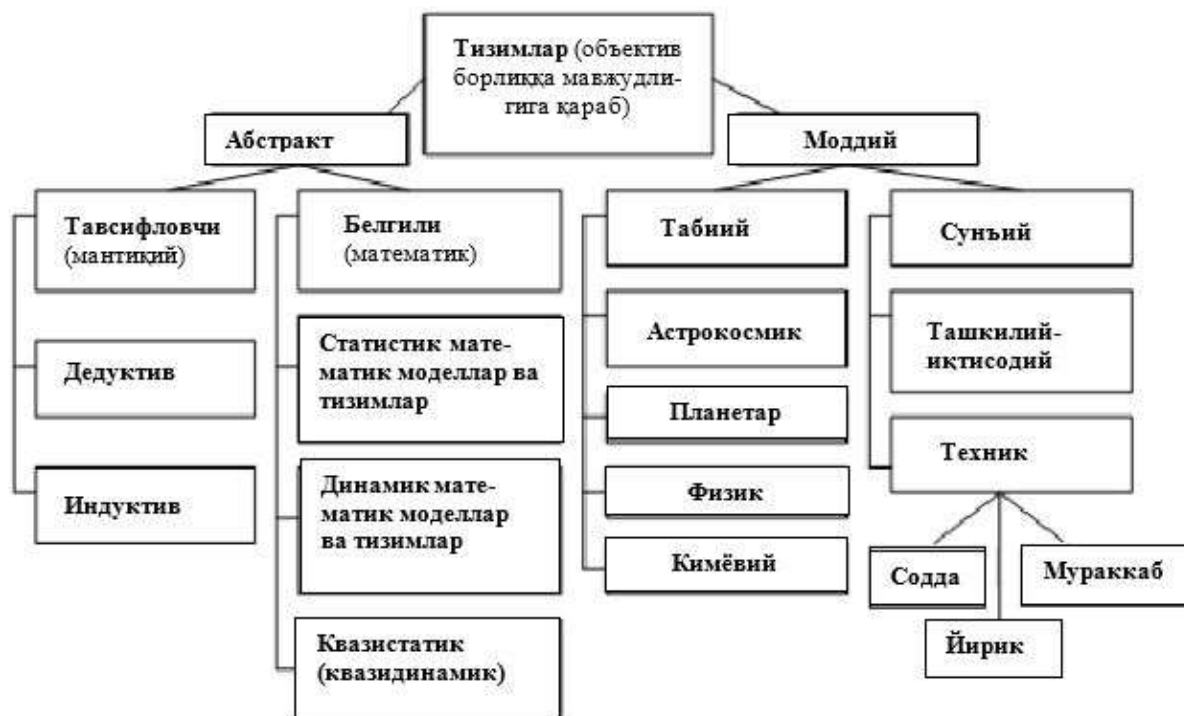 Тизимлар (объектив
борлиққа мавжудли-
гига қараб)
Абстракт
Моддий
Тавсифловчи
(мантиқий)
Дедуктив
Индуктив
Белгили
(математик)
Статистик мате-
матик моделлар ва
тизимлар
Динамик мате-
матик моделлар
ва тизимлар
Квазистатик
(квазидинамик)
Табиий
Астрокосмик
Планетар
Физик
Кимёвий
Сунъий
Ташкилий-
иқтисодий
Техник
Содда
Мураккаб
Йирик